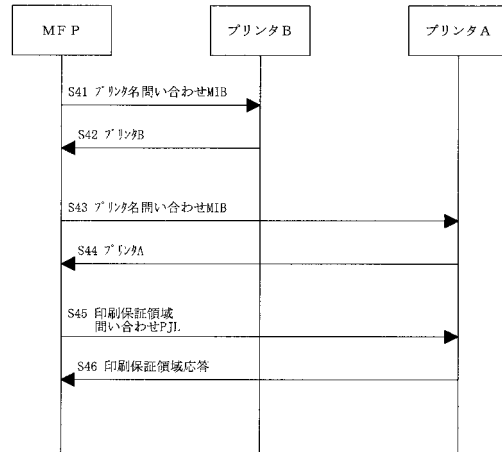 ＭＦＰ
プリンタＢ
プリンタＡ
S41 ﾌﾟﾘﾝﾀ名問い合わせMIB
S42 ﾌﾟﾘﾝﾀB
S43 ﾌﾟﾘﾝﾀ名問い合わせMIB
S44 ﾌﾟﾘﾝﾀA
S45 印刷保証領域
問い合わせPJL
S46 印刷保証領域応答